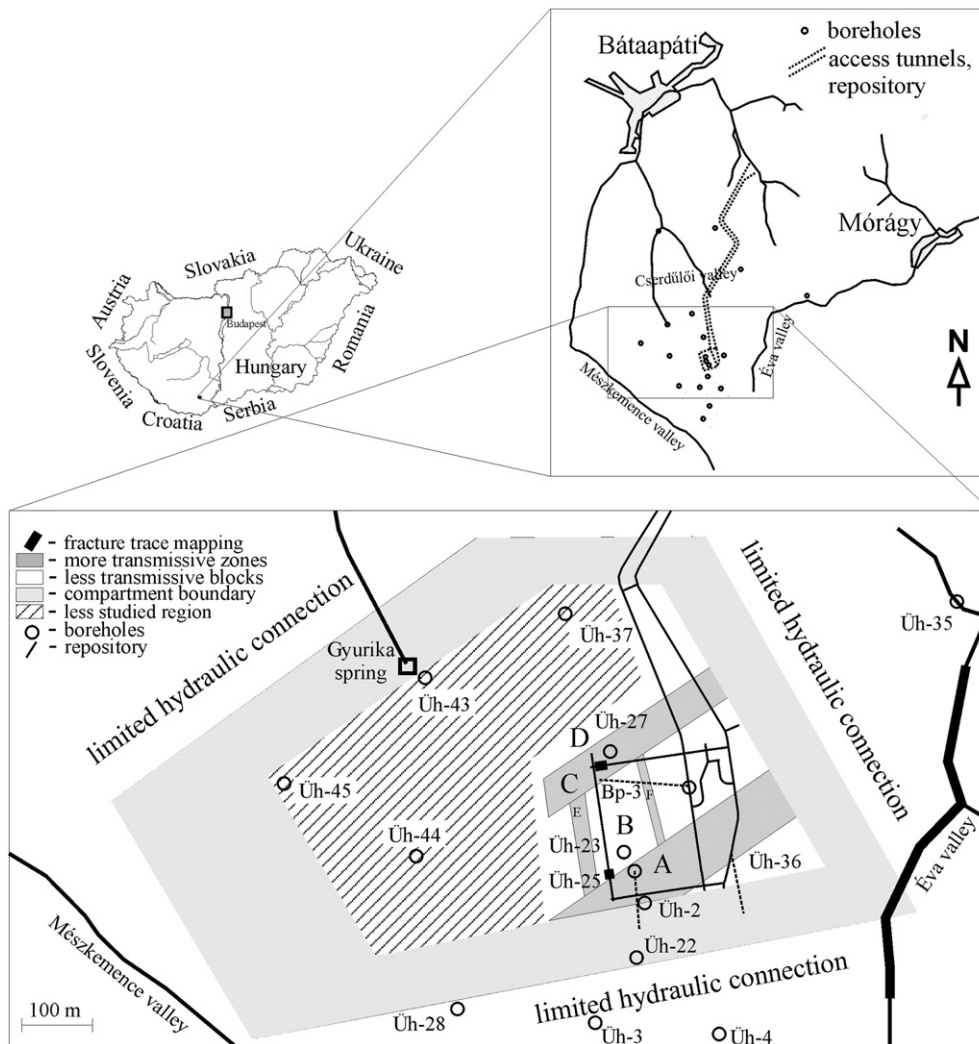 Bátaapáti
boreholes
access tunnels,
repository
Mórágy
Cserdűlői valley
Éva valley
Mészkemence valley
N
Slovakia
Ukraine
Austria
Budapest
Romania
Slovenia
Hungary
Croatia
Serbia
- fracture trace mapping
- more transmissive zones
- less transmissive blocks
- compartment boundary
- less studied region
- boreholes
- repository
limited hydraulic connection
limited hydraulic connection
Üh-35
Üh-37
Gyurika
spring
Üh-43
Üh-27
D
C
Bp-3
F
Üh-45
E
B
Üh-23
Üh-44
A
Üh-36
Üh-25
Üh-2
Éva valley
Üh-22
Mészkemence valley
limited hydraulic connection
100 m
Üh-28
Üh-3
Üh-4